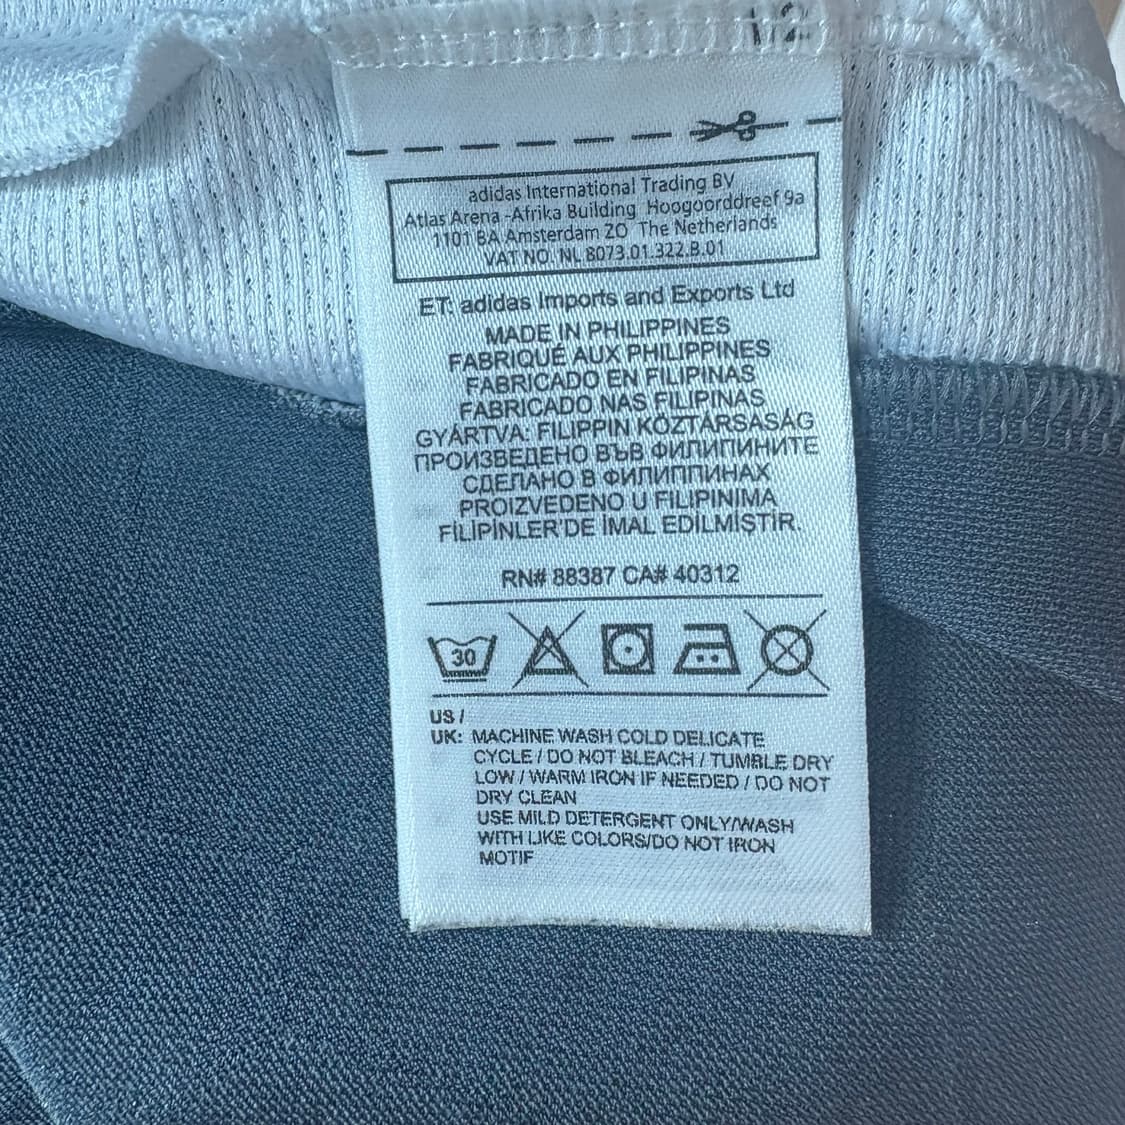 12
adidas International Trading BV
Atlas Arena -Afrika Building Hoogoorddreef 9a
1101 BA Amsterdam ZO The Netherlands
VAT NO. NL 8073.01.322.B.01
ET: adidas Imports and Exports Ltd
MADE IN PHILIPPINES
FABRIQUÉ AUX PHILIPPINES
FABRICADO EN FILIPINAS
FABRICADO NAS FILIPINAS
GYÁRTVA: FILIPPIN KÖZTÁRSASÁG
ПРОИЗВЕДЕНО ВЪВ ФИЛИПИНИТЕ
СДЕЛАНО В ФИЛИППИНАХ
PROIZVEDENO U FILIPINIMA
FİLİPİNLER'DE İMAL EDİLMİŞTİR.
RN# 88387 CA# 40312
30
US /
UK: MACHINE WASH COLD DELICATE
CYCLE / DO NOT BLEACH / TUMBLE DRY
LOW / WARM IRON IF NEEDED / DO NOT
DRY CLEAN
USE MILD DETERGENT ONLY/WASH
WITH LIKE COLORS/DO NOT IRON
MOTIF